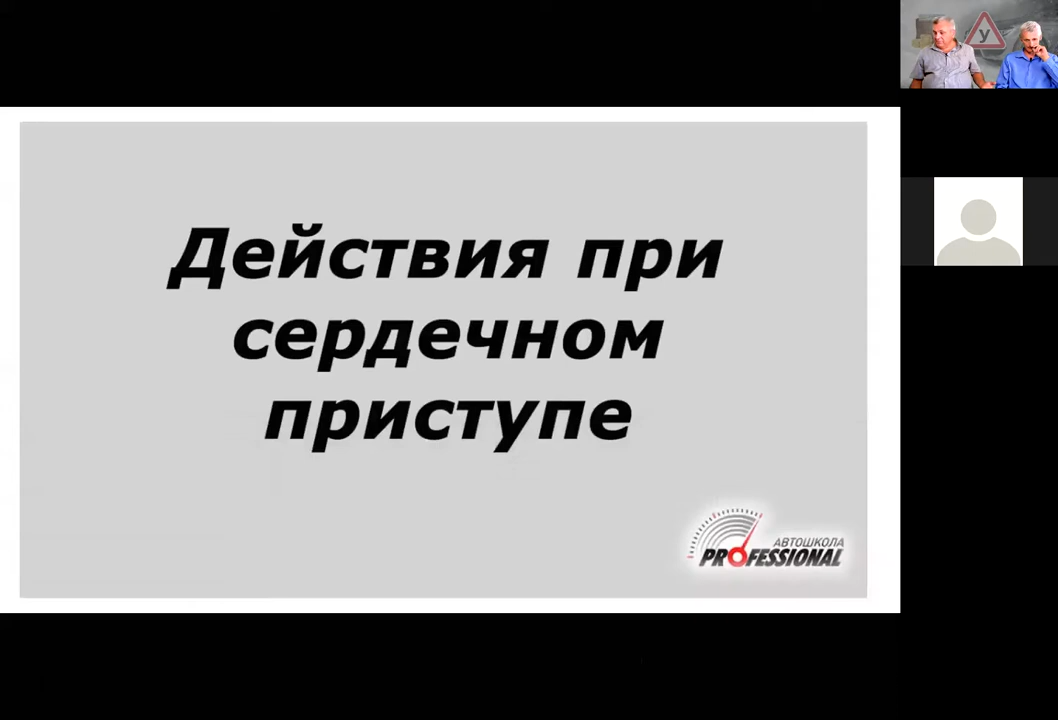 Действия при
сердечном
приступе
АВТОШКОЛА
PROFESSIONAL
У